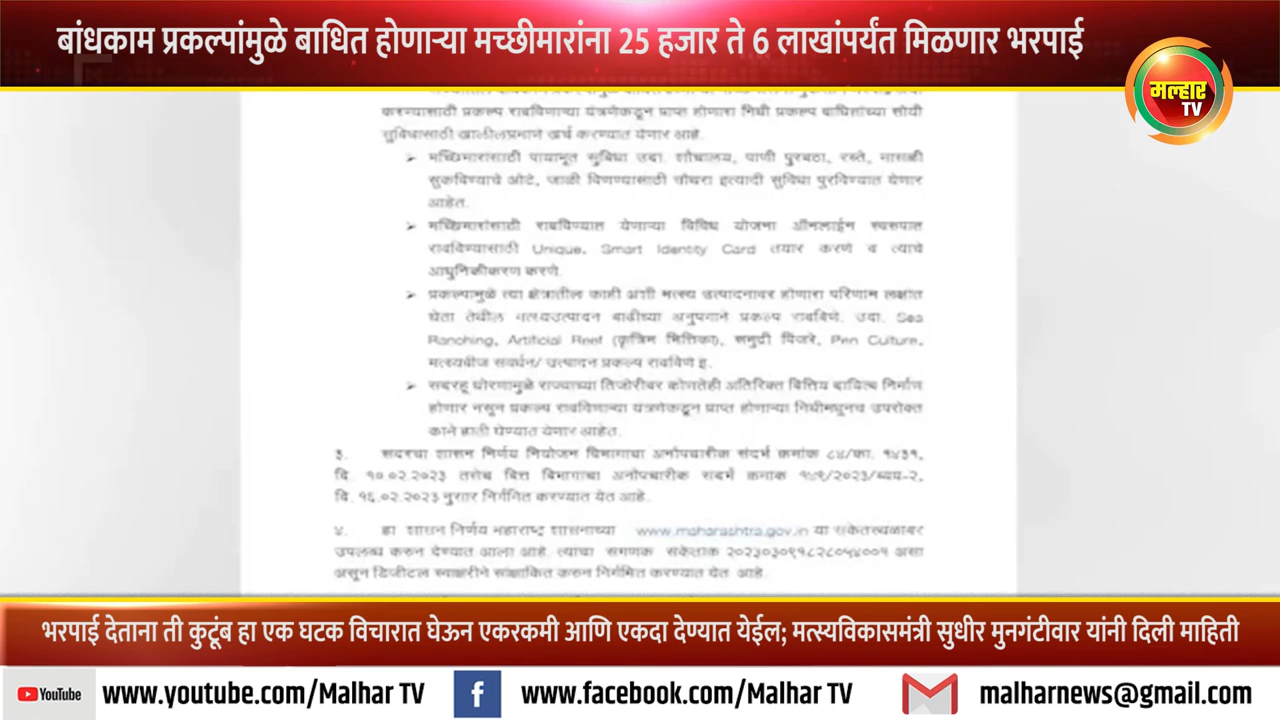 बांधकाम प्रकल्पांमुळे बाधित होणाऱ्या मच्छीमारांना 25 हजार ते 6 लाखांपर्यंत मिळणार भरपाई
मल्हार
TV
करण्यासाठी प्रकल्प राबविणाऱ्या यंत्रणेकडून प्राप्त होणारा निधी प्रकल्प बाधितांच्या सोयी
सुविधासाठी खालीलप्रमाणे खर्च करण्यात येणार आहे.
➢ मच्छिमारांसाठी पायाभूत सुविधा उदा. शौचालय, पाणी पुरवठा, रस्ते, मासळी
सुकविण्याचे ओटे, जाळी विणण्यासाठी चौथरा इत्यादी सुविधा पुरविण्यात येणार
आहेत.
➢ मच्छिमारांसाठी राबविण्यात येणाऱ्या विविध योजना ऑनलाईन स्वरुपात
राबविण्यासाठी Unique, Smart Identity Card तयार करणे व त्याचे
आधुनिकीकरण करणे.
➢ प्रकल्पामुळे त्या क्षेत्रातील काही अंशी मत्स्य उत्पादनावर होणारा परिणाम लक्षात
घेता तेथील मत्स्यउत्पादन वाढीच्या अनुषंगाने प्रकल्प राबविणे. उदा. Sea
Ranching, Artificial Reef (कृत्रिम भित्तिका), समुद्री पिंजरे, Pen Culture,
मत्स्यबीज संवर्धन/ उत्पादन प्रकल्प राबविणे इ.
➢ सदरहू धोरणामुळे राज्याच्या तिजोरीवर कोणतेही अतिरिक्त वित्तिय दायित्व निर्माण
होणार नसून प्रकल्प राबविणाऱ्या यंत्रणेकडून प्राप्त होणाऱ्या निधीमधूनच उपरोक्त
कामे हाती घेण्यात येणार आहेत.
३. सदरचा शासन निर्णय नियोजन विभागाचा अनौपचारीक संदर्भ क्रमांक ८४/का. १४३१,
दि. १०.०२.२०२३ तसेच वित्त विभागाचा अनौपचारीक संदर्भ क्रमांक /२०२३/व्यय-२,
दि. १६.०२.२०२३ नुसार निर्गमित करण्यात येत आहे.
४. हा शासन निर्णय महाराष्ट्र शासनाच्या www.maharashtra.gov.in या संकेतस्थळावर
उपलब्ध करुन देण्यात आला आहे. त्याचा संगणक संकेताक २०२३०३०९१८२८०५४००१ असा
असून डिजीटल स्वाक्षरीने साक्षांकित करुन निर्गमित करण्यात येत आहे.
भरपाई देताना ती कुटूंब हा एक घटक विचारात घेऊन एकरकमी आणि एकदा देण्यात येईल; मत्स्यविकासमंत्री सुधीर मुनगंटीवार यांनी दिली माहिती
YouTube www.youtube.com/Malhar TV www.facebook.com/Malhar TV malharnews@gmail.com